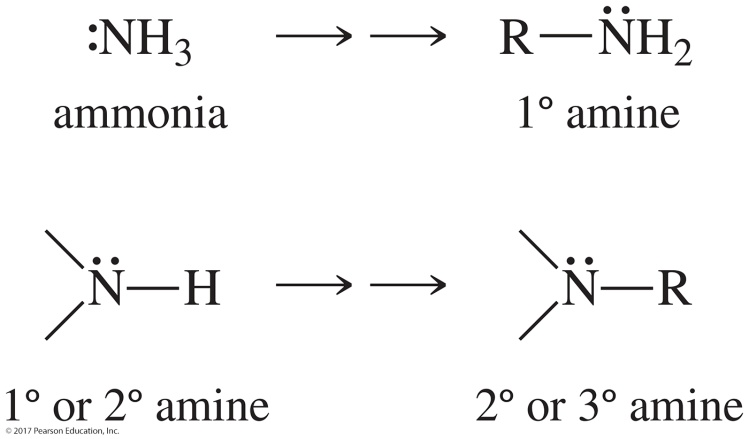 :NH₃ → → R—N̈H₂
ammonia 1° amine
N̈—H → → N̈—R
1° or 2° amine 2° or 3° amine
© 2017 Pearson Education, Inc.